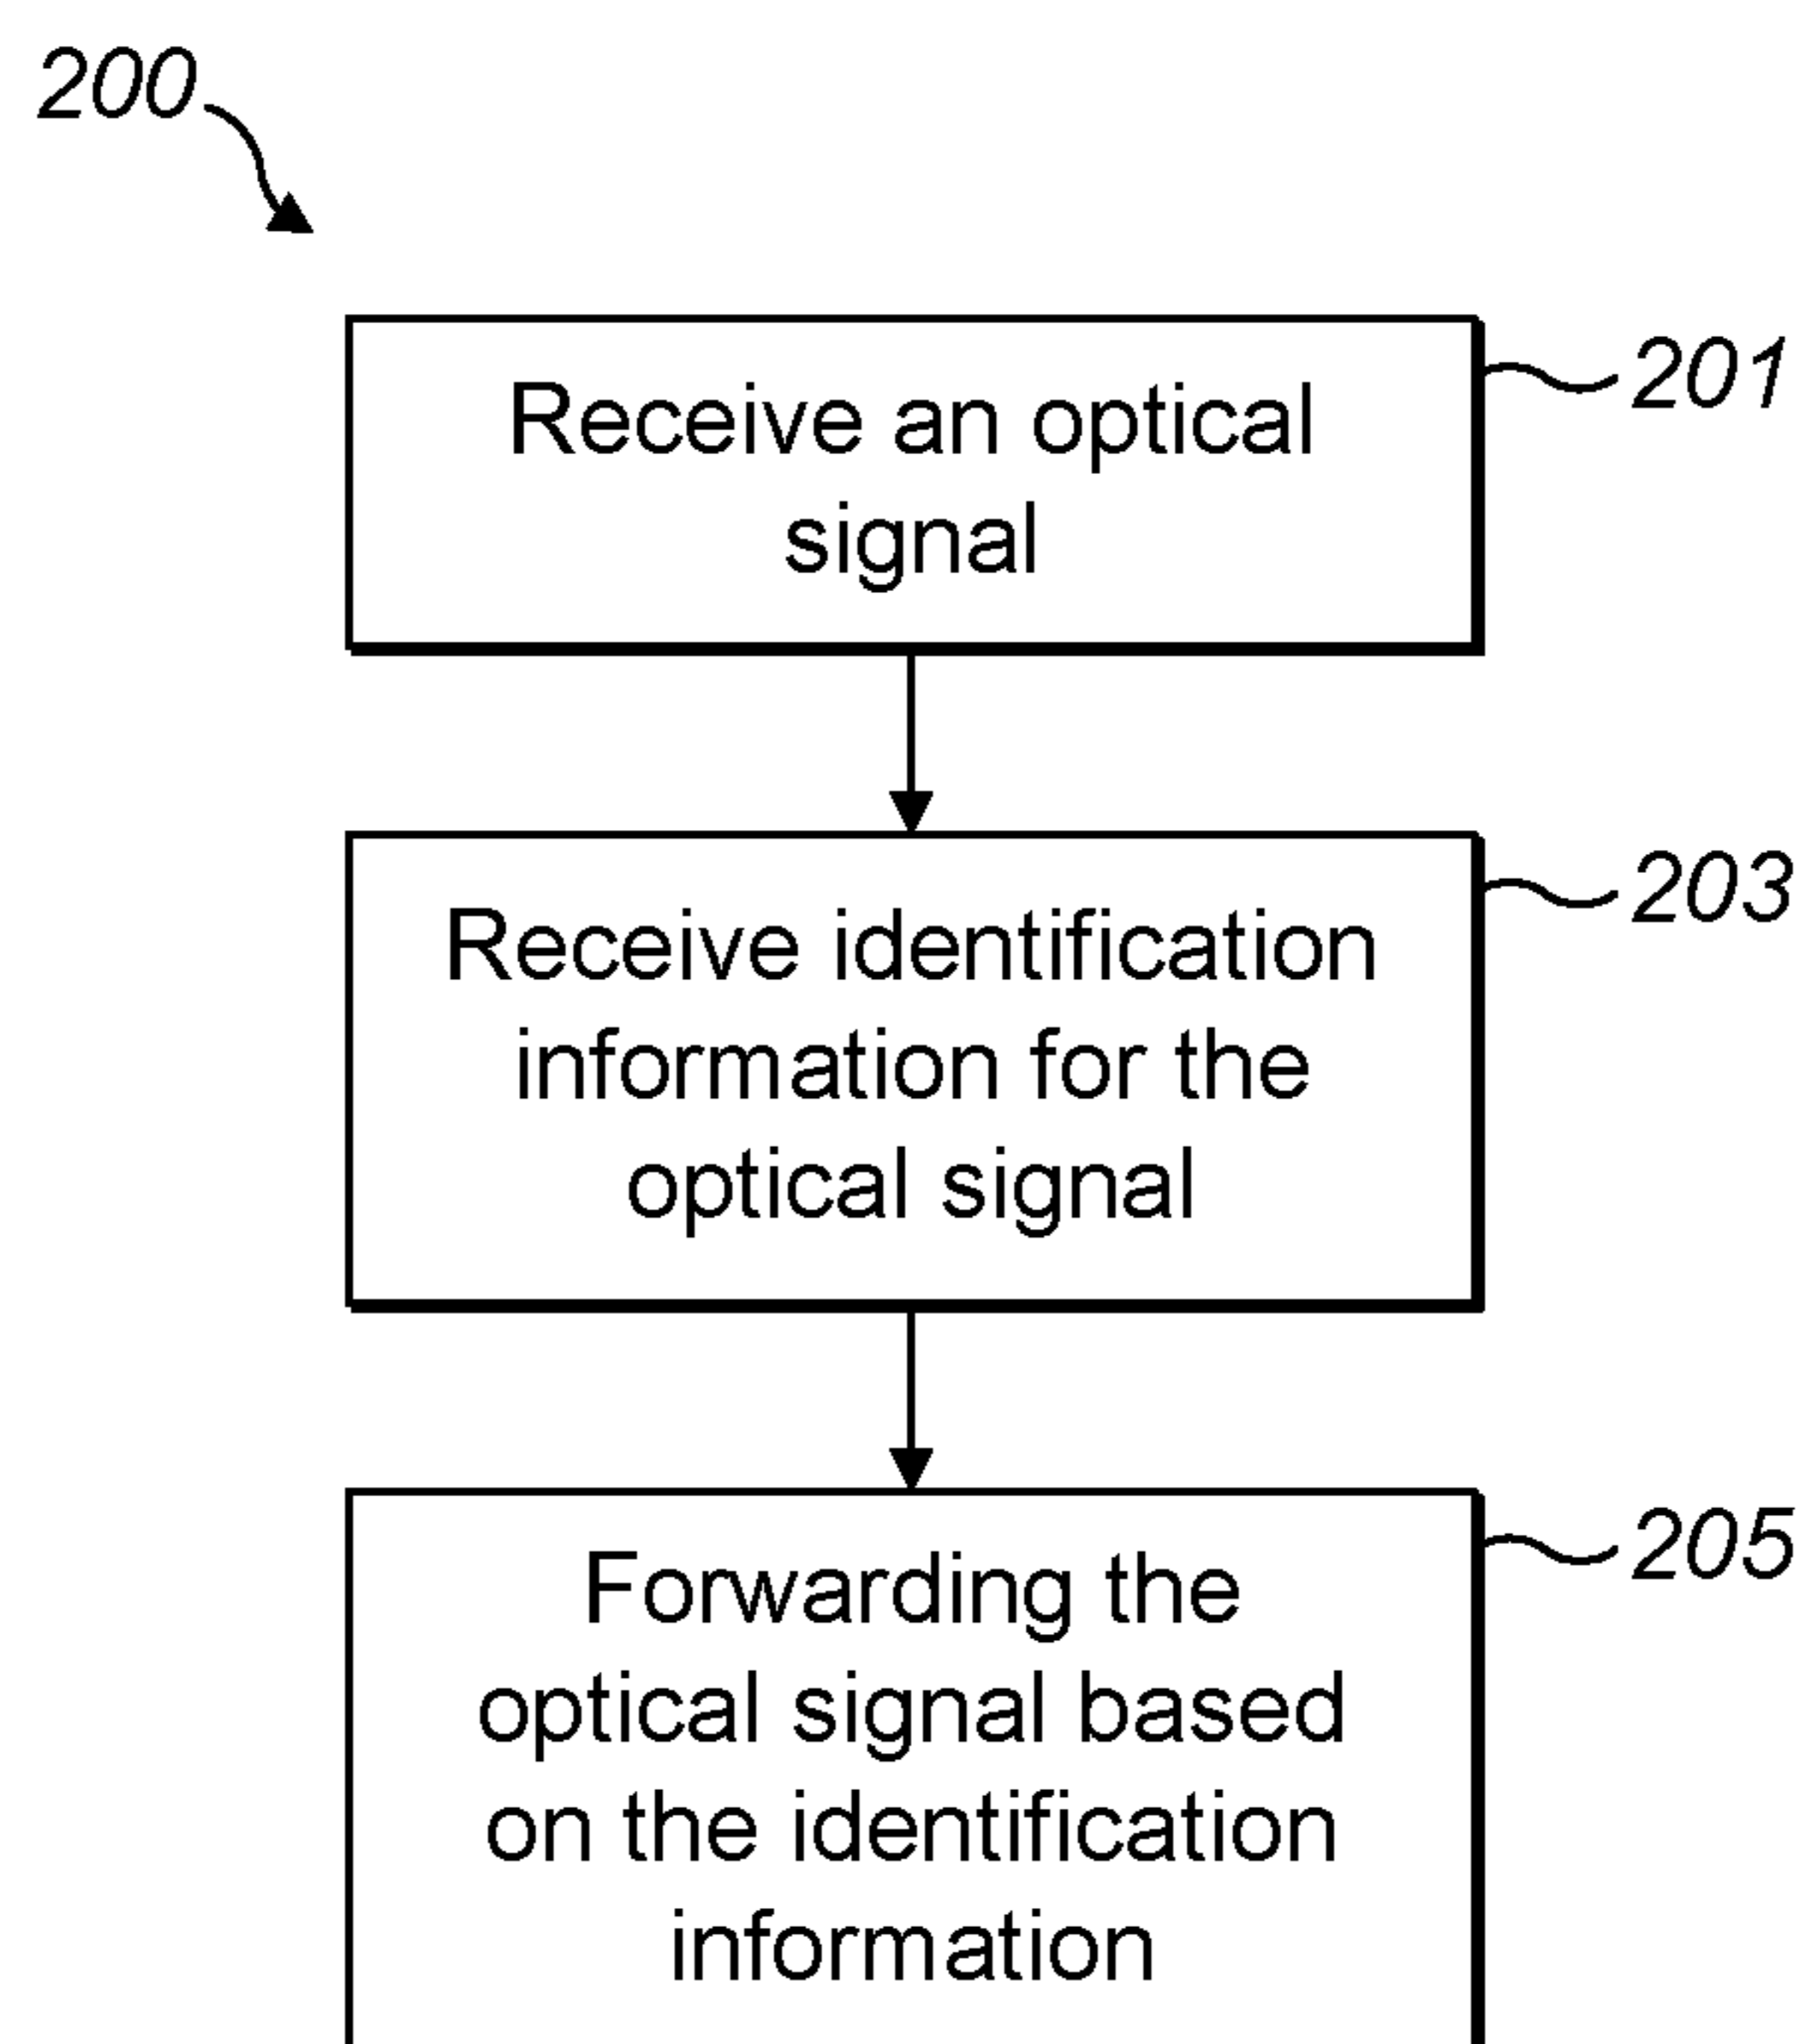 200
Receive an optical
signal
201
Receive identification
information for the
optical signal
203
Forwarding the
optical signal based
on the identification
information
205